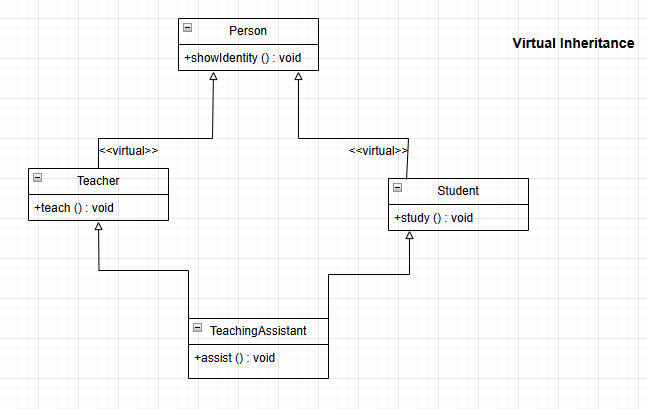 Person
+showIdentity () : void
Virtual Inheritance
<<virtual>>
<<virtual>>
Teacher
+teach () : void
Student
+study () : void
TeachingAssistant
+assist () : void